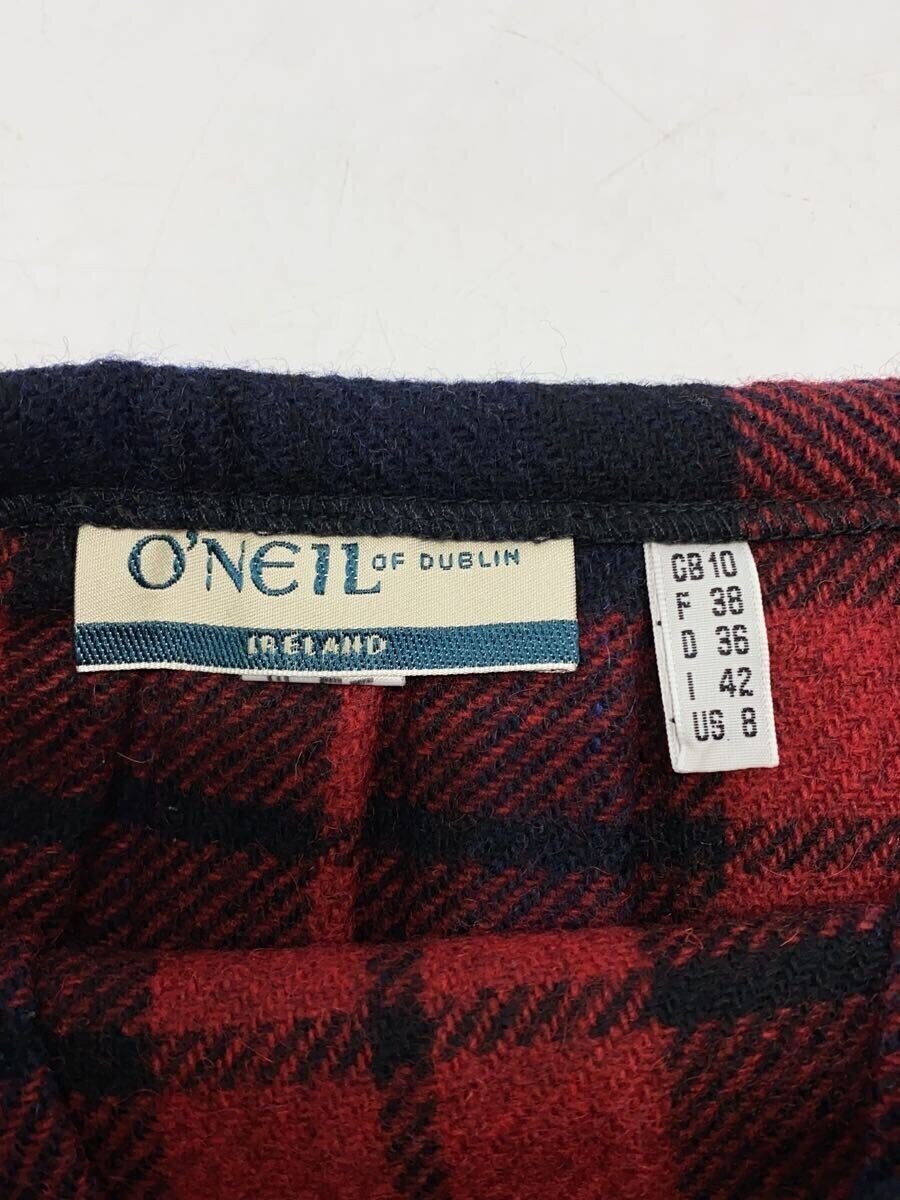 O'NEIL OF DUBLIN
IRELAND
GB 10
F 38
D 36
I 42
US 8